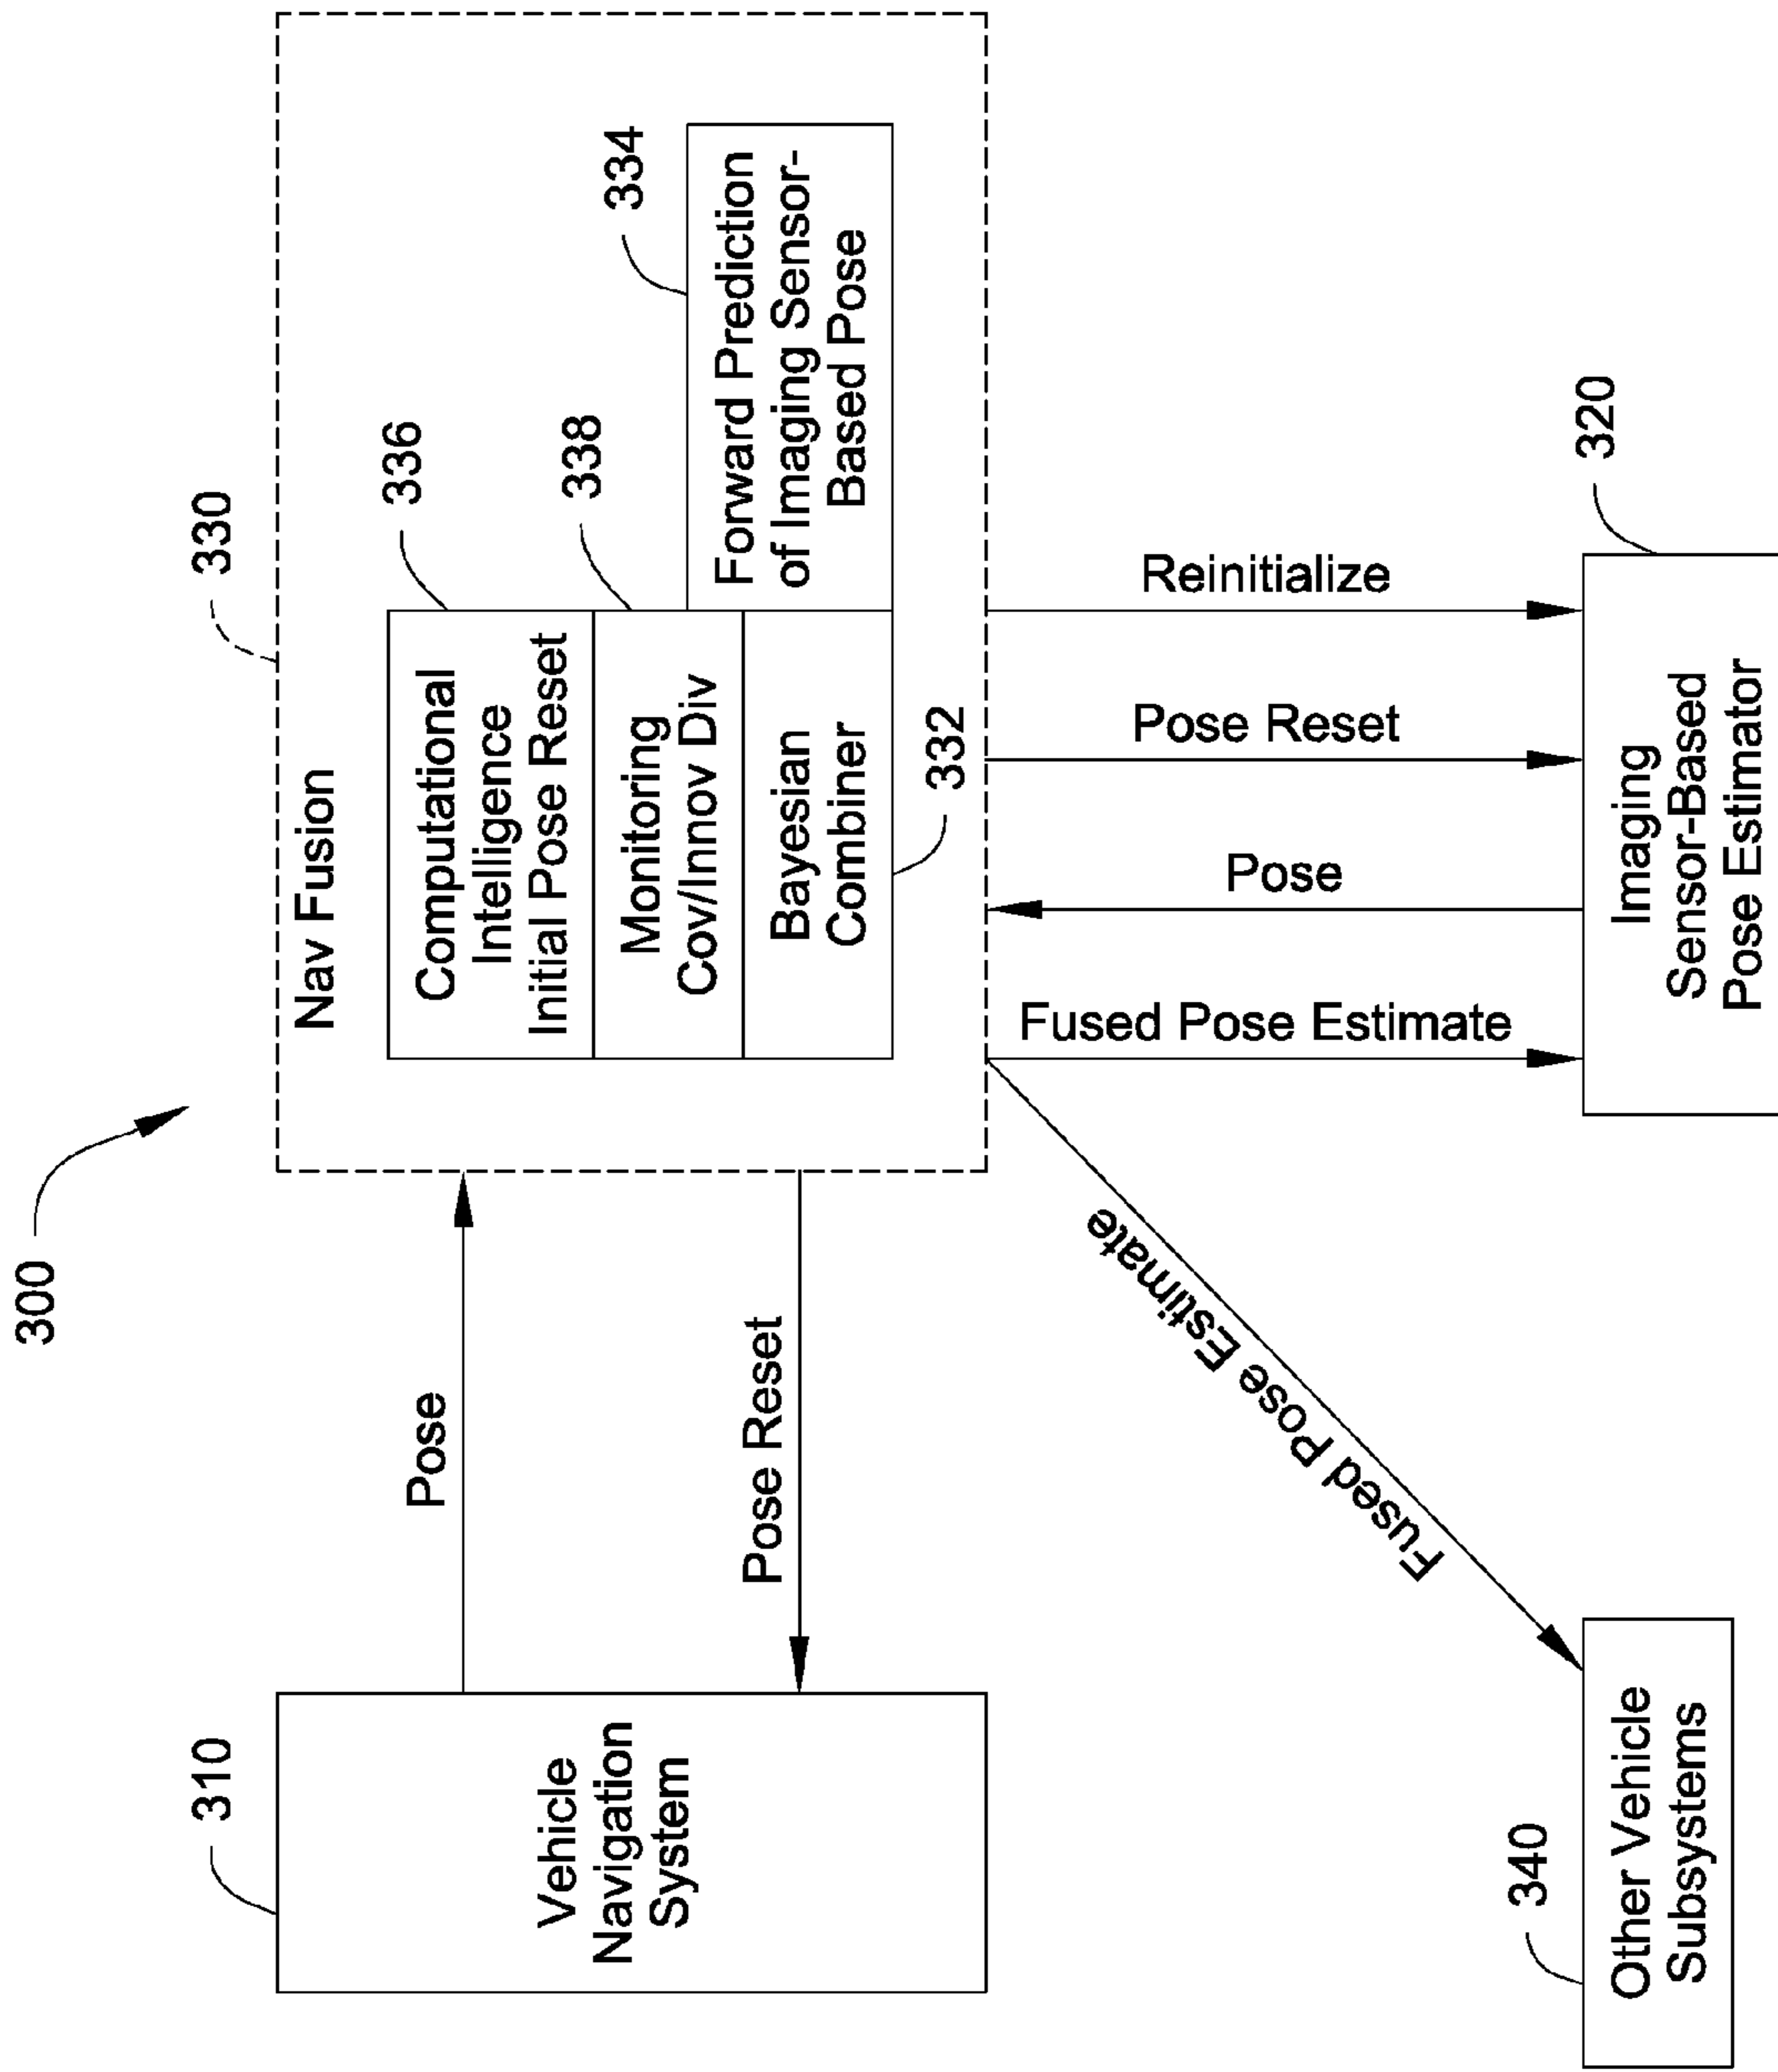 300
310
Vehicle
Navigation
System
Pose
Pose Reset
330
Nav Fusion
336
Computational
Intelligence
Initial Pose Reset
338
Monitoring
Cov/Innov Div
Bayesian
Combiner
332
334
Forward Prediction
of Imaging Sensor-
Based Pose
Fused Pose Estimate
Fused Pose Estimate
Pose
Pose Reset
Reinitialize
340
Other Vehicle
Subsystems
320
Imaging
Sensor-Based
Pose Estimator